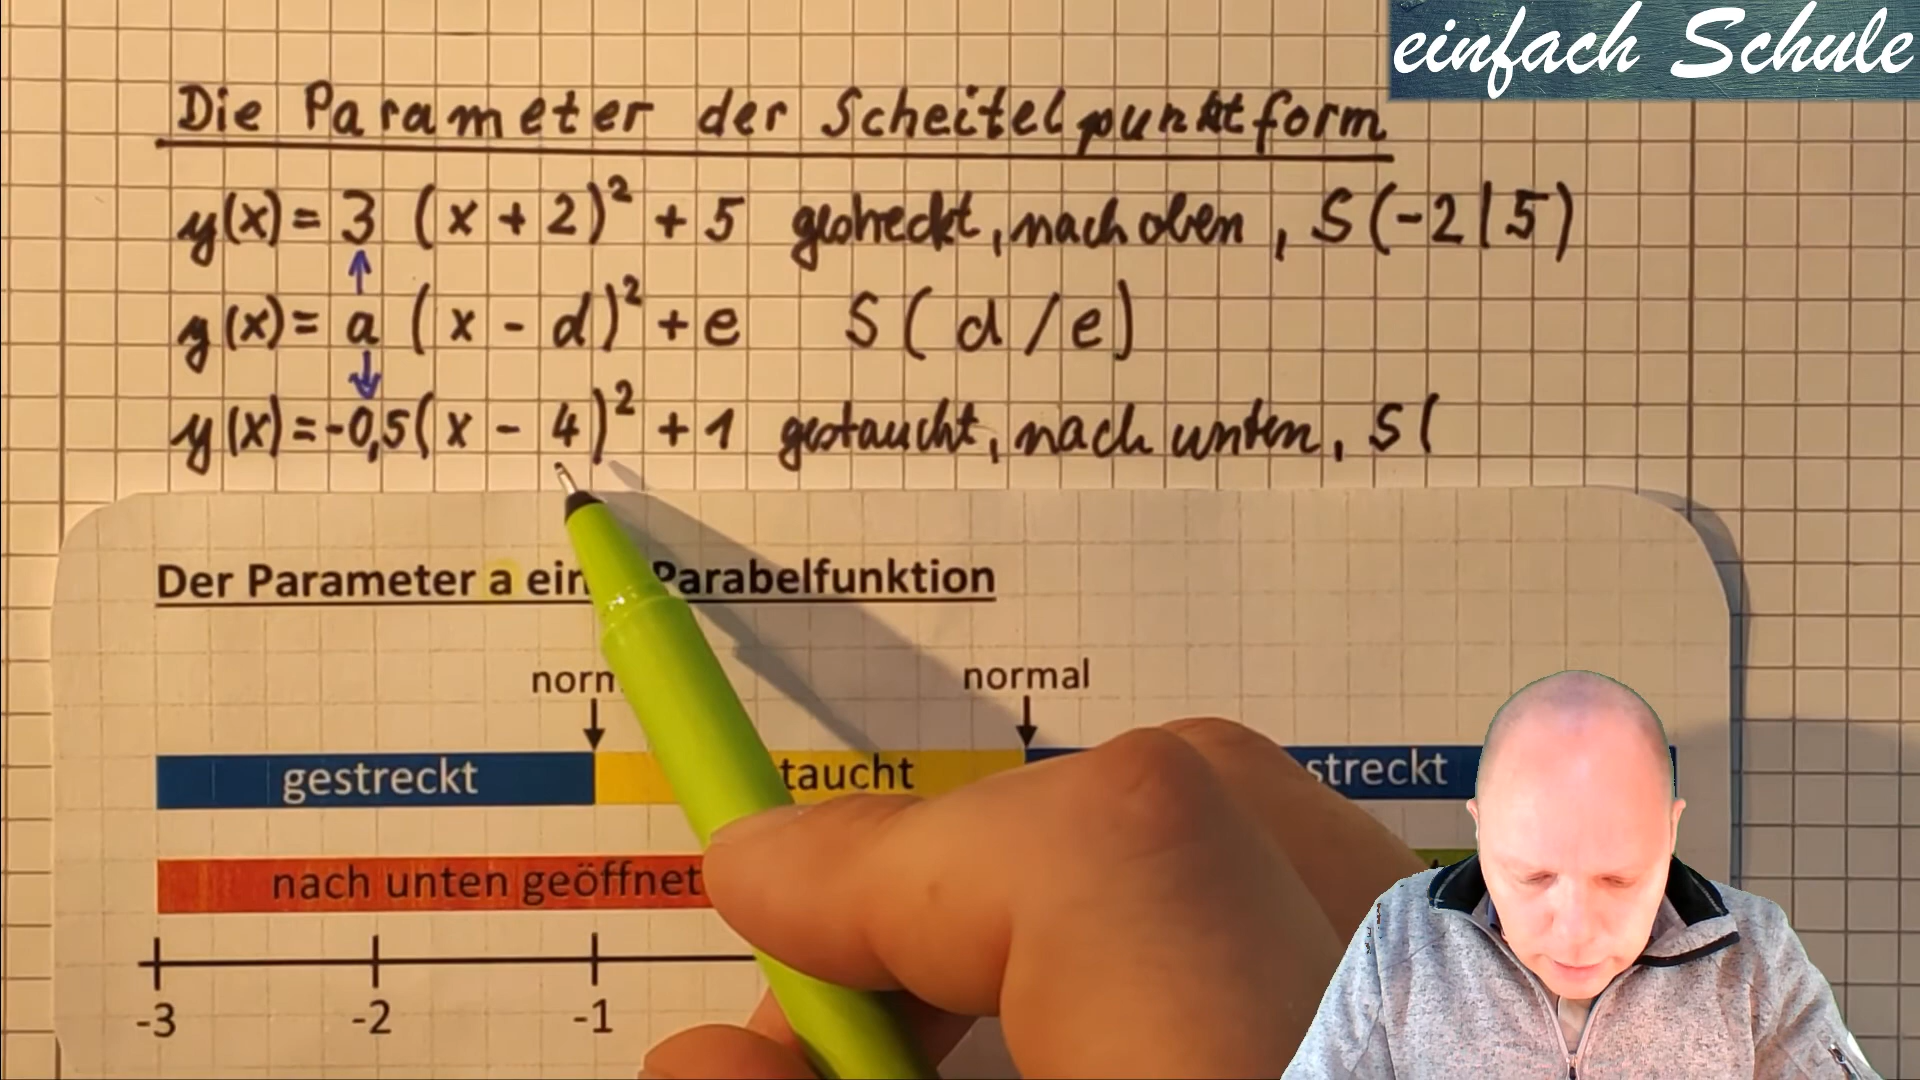 einfach Schule
Die Parameter der Scheitelpunktform
y(x) = 3 (x + 2)² + 5 gestreckt, nach oben, S(-2|5)
y(x) = a (x - d)² + e S(d/e)
y(x) = -0,5(x - 4)² + 1 gestaucht, nach unten, S(
Der Parameter a ein Parabelfunktion
norm normal
gestreckt taucht streckt
nach unten geöffnet
-3 -2 -1